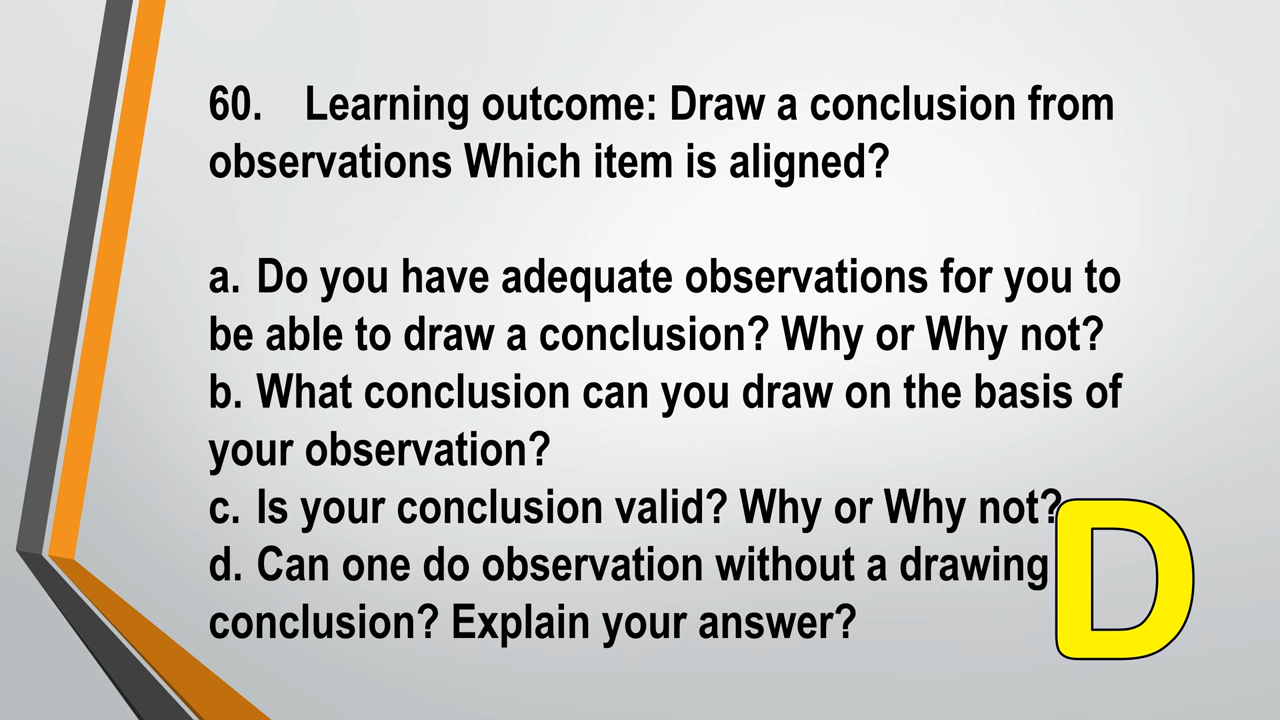 60. Learning outcome: Draw a conclusion from
observations Which item is aligned?
a. Do you have adequate observations for you to
be able to draw a conclusion? Why or Why not?
b. What conclusion can you draw on the basis of
your observation?
c. Is your conclusion valid? Why or Why not?
d. Can one do observation without a drawing
conclusion? Explain your answer?
D